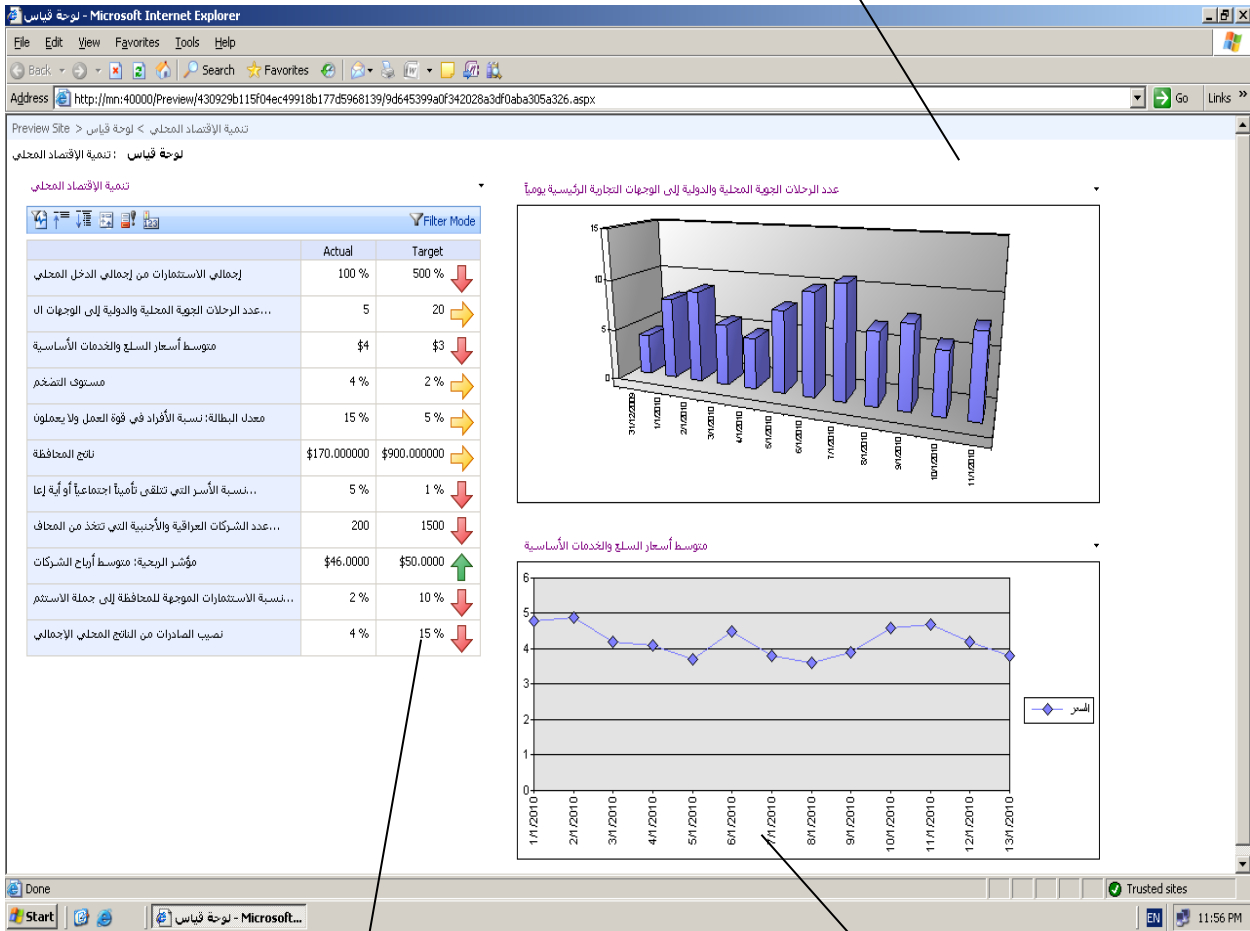 لوحة قياس - Microsoft Internet Explorer
File Edit View Favorites Tools Help
Back Search Favorites
Address http://mn:40000/Preview/430929b115f04ec49918b177d5968139/9d645399a0f342028a3df0aba305a326.aspx Go Links »
Preview Site > لوحة قياس > تنمية الإقتصاد المحلي
لوحة قياس : تنمية الإقتصاد المحلي
تنمية الإقتصاد المحلي
Filter Mode
Actual Target
إجمالي الاستثمارات من إجمالي الدخل المحلي 100 % 500 %
عدد الرحلات الجوية المحلية والدولية إلى الوجهات ال... 5 20
متوسط أسعار السلع والخدمات الأساسية $4 $3
مستوى التضخم 4 % 2 %
معدل البطالة: نسبة الأفراد في قوة العمل ولا يعملون 15 % 5 %
ناتج المحافظة $170.000000 $900.000000
نسبة الأسر التي تتلقى تأميناً اجتماعياً أو أية إعا... 5 % 1 %
عدد الشركات العراقية والأجنبية التي تتخذ من المحاف... 200 1500
مؤشر الربحية: متوسط أرباح الشركات $46.0000 $50.0000
نسبة الاستثمارات الموجهة للمحافظة إلى جملة الاستثم... 2 % 10 %
نصيب الصادرات من الناتج المحلي الإجمالي 4 % 15 %
عدد الرحلات الجوية المحلية والدولية إلى الوجهات التجارية الرئيسية يومياً
15
10
5
0
31/12/2009 1/1/2010 2/1/2010 3/1/2010 4/1/2010 5/1/2010 6/1/2010 7/1/2010 8/1/2010 9/1/2010 10/1/2010 11/1/2010
متوسط أسعار السلع والخدمات الأساسية
6
5
4
3
2
1
0
السعر
1/1/2010 2/1/2010 3/1/2010 4/1/2010 5/1/2010 6/1/2010 7/1/2010 8/1/2010 9/1/2010 10/1/2010 11/1/2010 12/1/2010 13/1/2010
Done Trusted sites
Start لوحة قياس - Microsoft... EN 11:56 PM